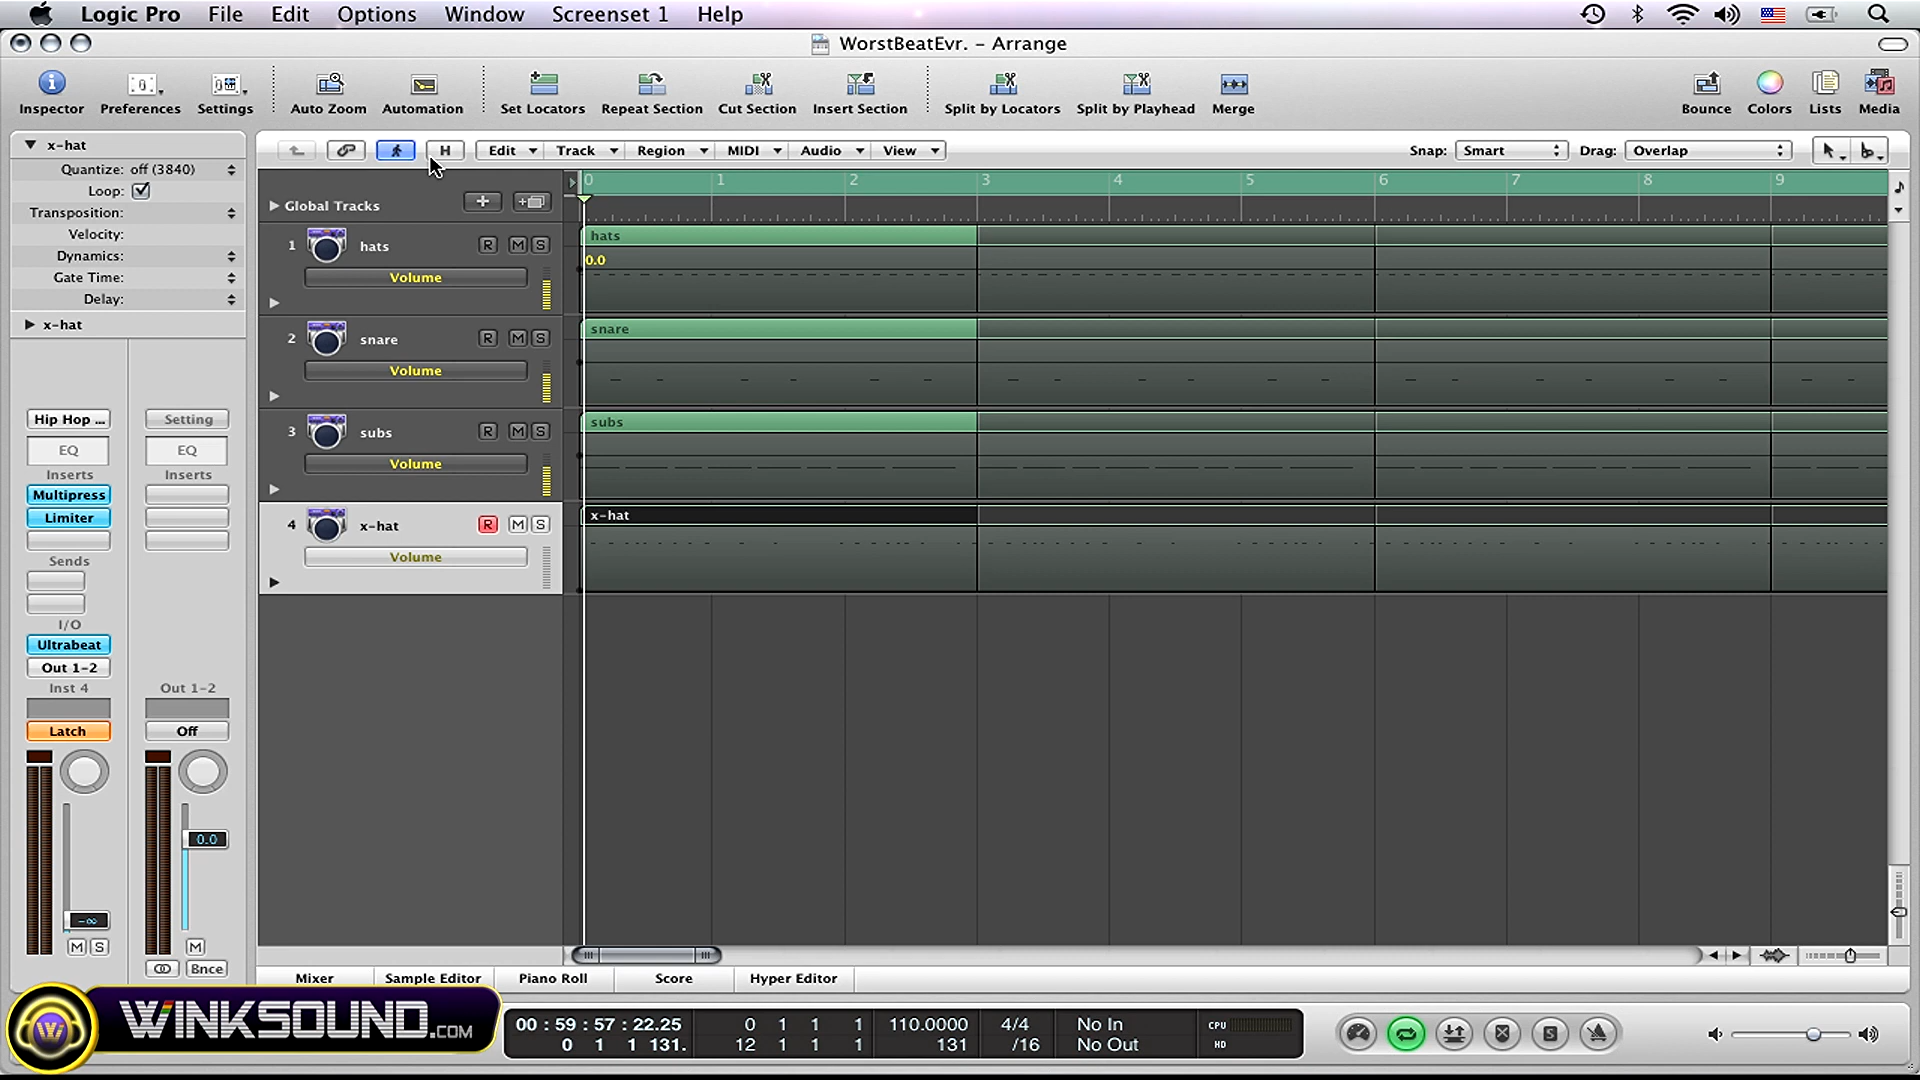 Logic Pro File Edit Options Window Screenset 1 Help
WorstBeatEvr. – Arrange
Inspector Preferences Settings Auto Zoom Automation Set Locators Repeat Section Cut Section Insert Section Split by Locators Split by Playhead Merge Bounce Colors Lists Media
x-hat
H Edit Track Region MIDI Audio View Snap: Smart Drag: Overlap
Quantize: off (3840)
Loop:
Transposition:
Velocity:
Dynamics:
Gate Time:
Delay:
x-hat
0 1 2 3 4 5 6 7 8 9
Global Tracks
1 hats R M S
Volume
hats
0.0
2 snare R M S
Volume
snare
3 subs R M S
Volume
subs
4 x-hat R M S
Volume
x-hat
Hip Hop ... Setting
EQ EQ
Inserts Inserts
Multipress
Limiter
Sends
I/O
Ultrabeat
Out 1-2
Inst 4 Out 1-2
Latch Off
0.0
-∞
M S M
Bnce
Mixer Sample Editor Piano Roll Score Hyper Editor
W WINKSOUND.COM
00 : 59 : 57 : 22.25 0 1 1 1 110.0000 4/4 No In CPU
0 1 1 131. 12 1 1 1 131 /16 No Out HD
S